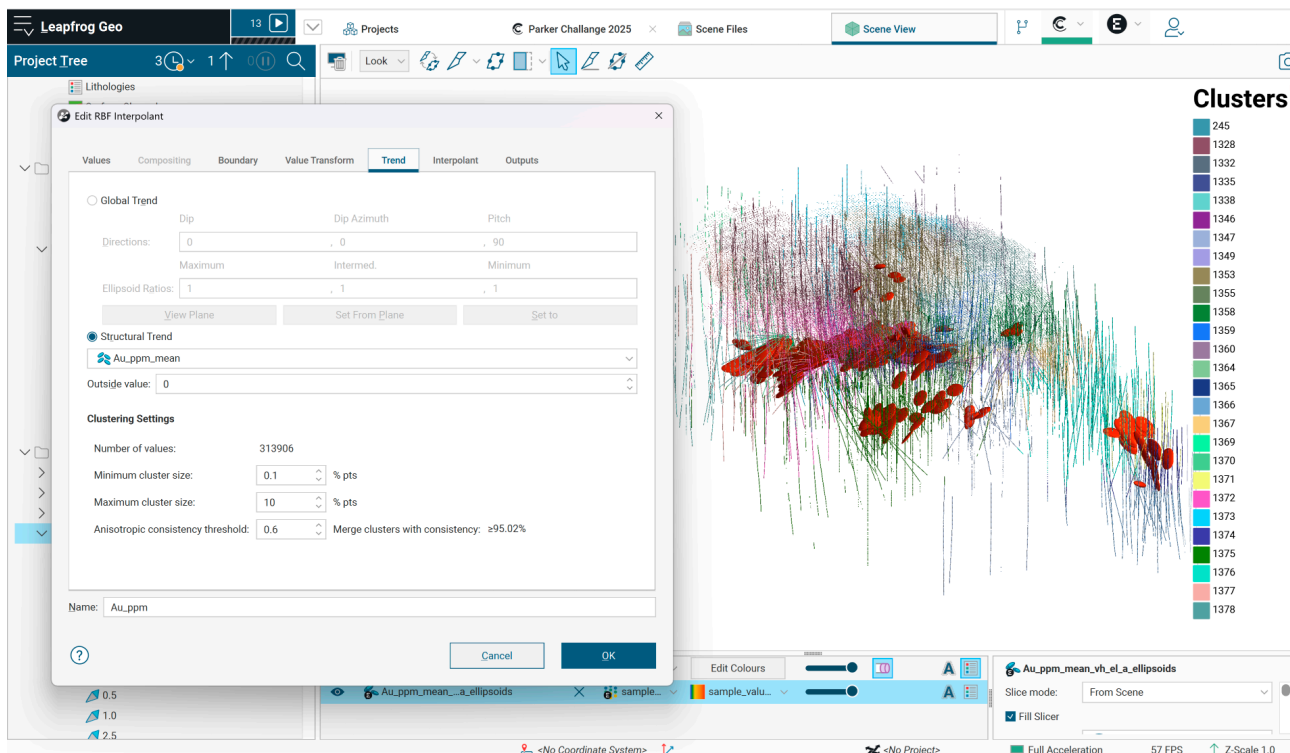 Leapfrog Geo
13
Projects
Parker Challange 2025
Scene Files
Scene View
Project Tree
3
1
0
Look
Lithologies
Edit RBF Interpolant
Values
Compositing
Boundary
Value Transform
Trend
Interpolant
Outputs
Global Trend
Dip
Dip Azimuth
Pitch
Directions:
0
, 0
, 90
Maximum
Intermed.
Minimum
Ellipsoid Ratios:
1
, 1
, 1
View Plane
Set From Plane
Set to
Structural Trend
Au_ppm_mean
Outside value:
0
Clustering Settings
Number of values:
313906
Minimum cluster size:
0.1
% pts
Maximum cluster size:
10
% pts
Anisotropic consistency threshold:
0.6
Merge clusters with consistency: ≥95.02%
Name:
Au_ppm
Cancel
OK
Clusters
245
1328
1332
1335
1338
1346
1347
1349
1353
1355
1358
1359
1360
1364
1365
1366
1367
1369
1370
1371
1372
1373
1374
1375
1376
1377
1378
Edit Colours
A
Au_ppm_mean_...a_ellipsoids
sample...
sample_valu...
A
Au_ppm_mean_vh_el_a_ellipsoids
Slice mode:
From Scene
Fill Slicer
0.5
1.0
2.5
<No Coordinate System>
<No Project>
Full Acceleration
57 FPS
Z-Scale 1.0